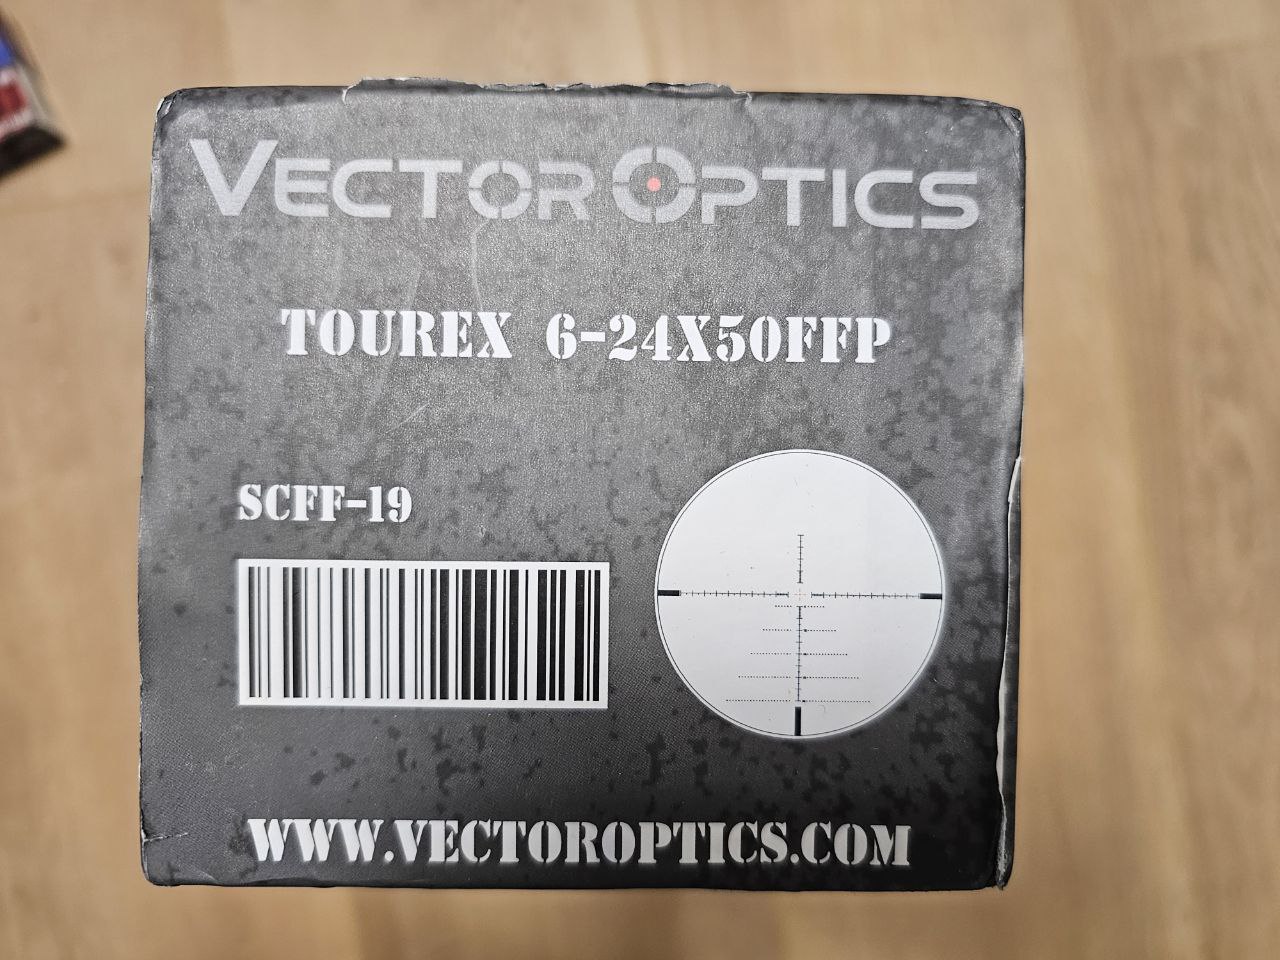 VECTOR OPTICS
TOUREX 6-24X50FFP
SCFF-19
WWW.VECTOROPTICS.COM